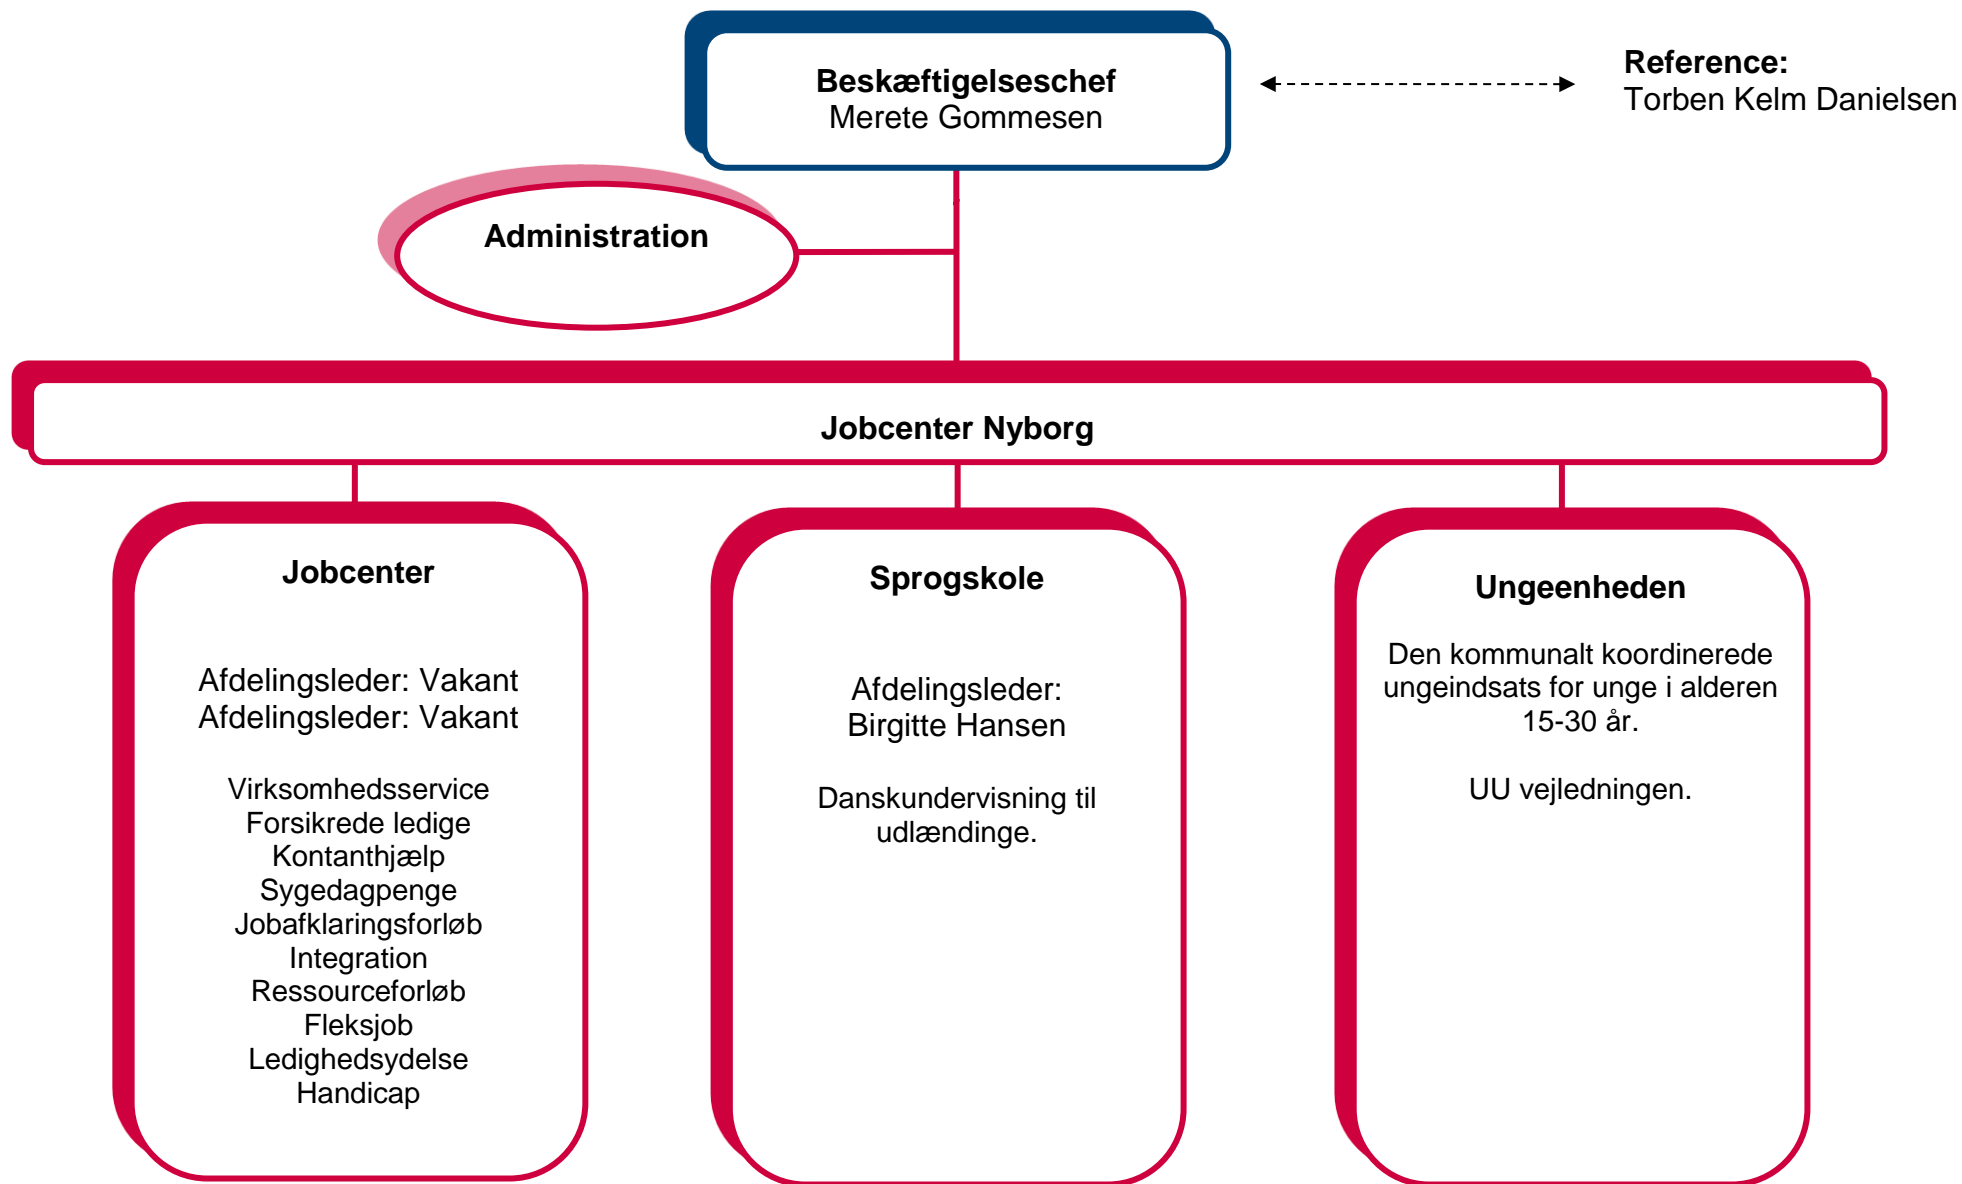 Beskæftigelseschef
Merete Gommesen
Reference:
Torben Kelm Danielsen
Administration
Jobcenter Nyborg
Jobcenter
Afdelingsleder: Vakant
Afdelingsleder: Vakant
Virksomhedsservice
Forsikrede ledige
Kontanthjælp
Sygedagpenge
Jobafklaringsforløb
Integration
Ressourceforløb
Fleksjob
Ledighedsydelse
Handicap
Sprogskole
Afdelingsleder:
Birgitte Hansen
Danskundervisning til
udlændinge.
Ungeenheden
Den kommunalt koordinerede
ungeindsats for unge i alderen
15-30 år.
UU vejledningen.